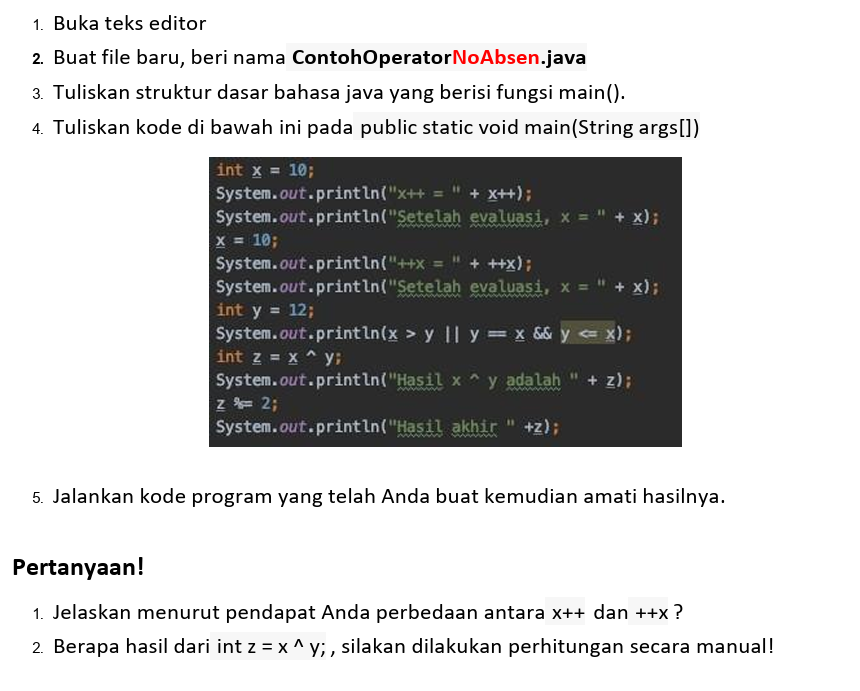 1. Buka teks editor
2. Buat file baru, beri nama ContohOperatorNoAbsen.java
3. Tuliskan struktur dasar bahasa java yang berisi fungsi main().
4. Tuliskan kode di bawah ini pada public static void main(String args[])
int x = 10;
System.out.println("x++ = " + x++);
System.out.println("Setelah evaluasi, x = " + x);
x = 10;
System.out.println("++x = " + ++x);
System.out.println("Setelah evaluasi, x = " + x);
int y = 12;
System.out.println(x > y || y == x && y <= x);
int z = x ^ y;
System.out.println("Hasil x ^ y adalah " + z);
z %= 2;
System.out.println("Hasil akhir " +z);
5. Jalankan kode program yang telah Anda buat kemudian amati hasilnya.
Pertanyaan!
1. Jelaskan menurut pendapat Anda perbedaan antara x++ dan ++x ?
2. Berapa hasil dari int z = x ^ y; , silakan dilakukan perhitungan secara manual!